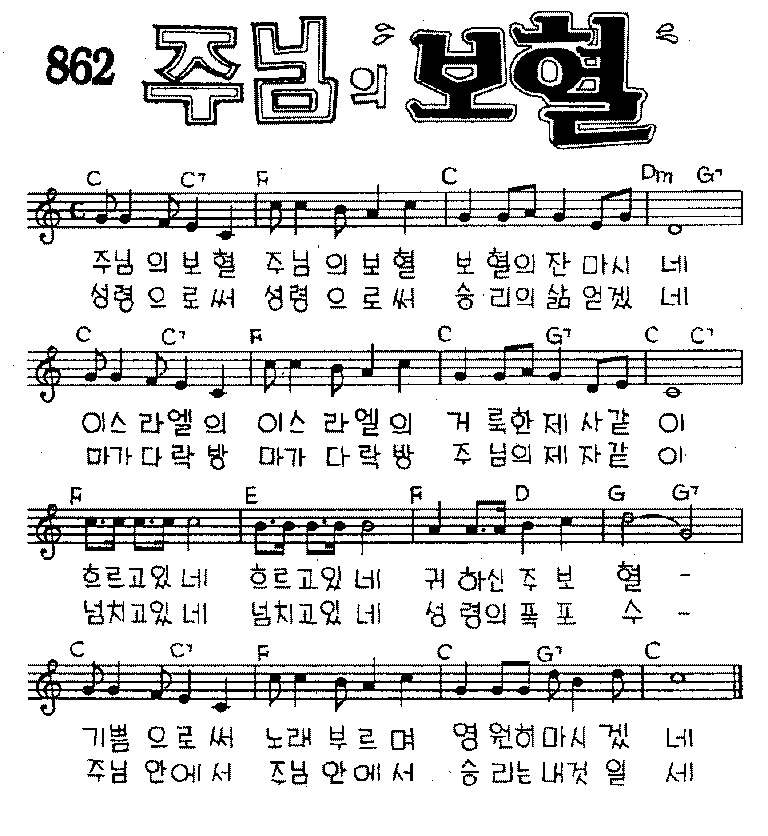 862 주님의 보혈
C C7 F C Dm G7
주님의보혈 주님의보혈 보혈의잔마시 네
성령으로써 성령으로써 승리의삶얻겠 네
C C7 F C G7 C C7
이스라엘의 이스라엘의 거룩한제사같 이
마가다락방 마가다락방 주님의제자같 이
F E F D G G7
흐르고있네 흐르고있네 귀하신주보 혈 -
넘치고있네 넘치고있네 성령의폭포 수 -
C C7 F C G7 C
기쁨으로써 노래부르며 영원히마시겠 네
주님안에서 주님안에서 승리는내것일 세